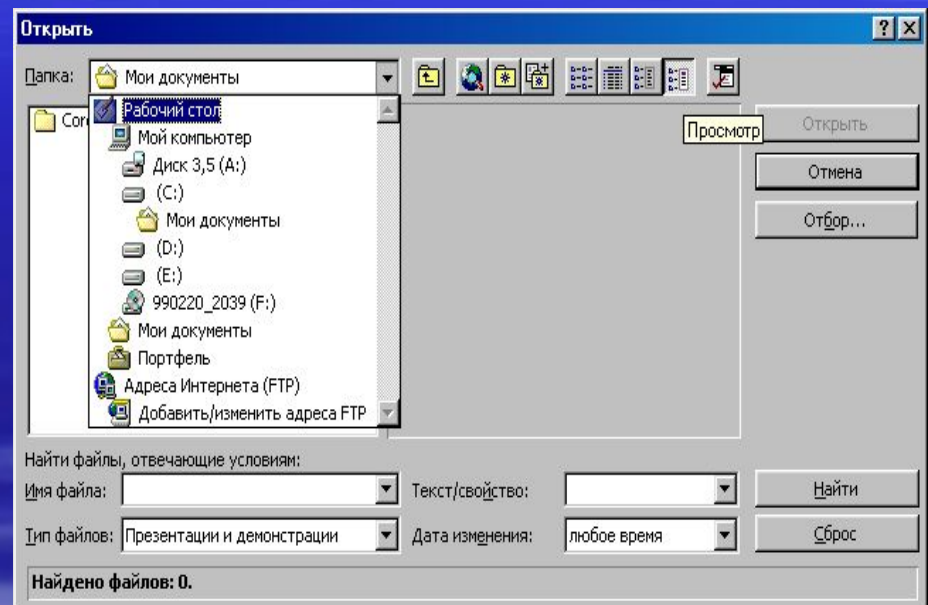 Открыть
Папка: Мои документы
Cor
Рабочий стол
Мой компьютер
Диск 3,5 (A:)
(C:)
Мои документы
(D:)
(E:)
990220_2039 (F:)
Мои документы
Портфель
Адреса Интернета (FTP)
Добавить/изменить адреса FTP
Просмотр
Открыть
Отмена
Отбор...
Найти файлы, отвечающие условиям:
Имя файла: Текст/свойство: Найти
Тип файлов: Презентации и демонстрации Дата изменения: любое время Сброс
Найдено файлов: 0.